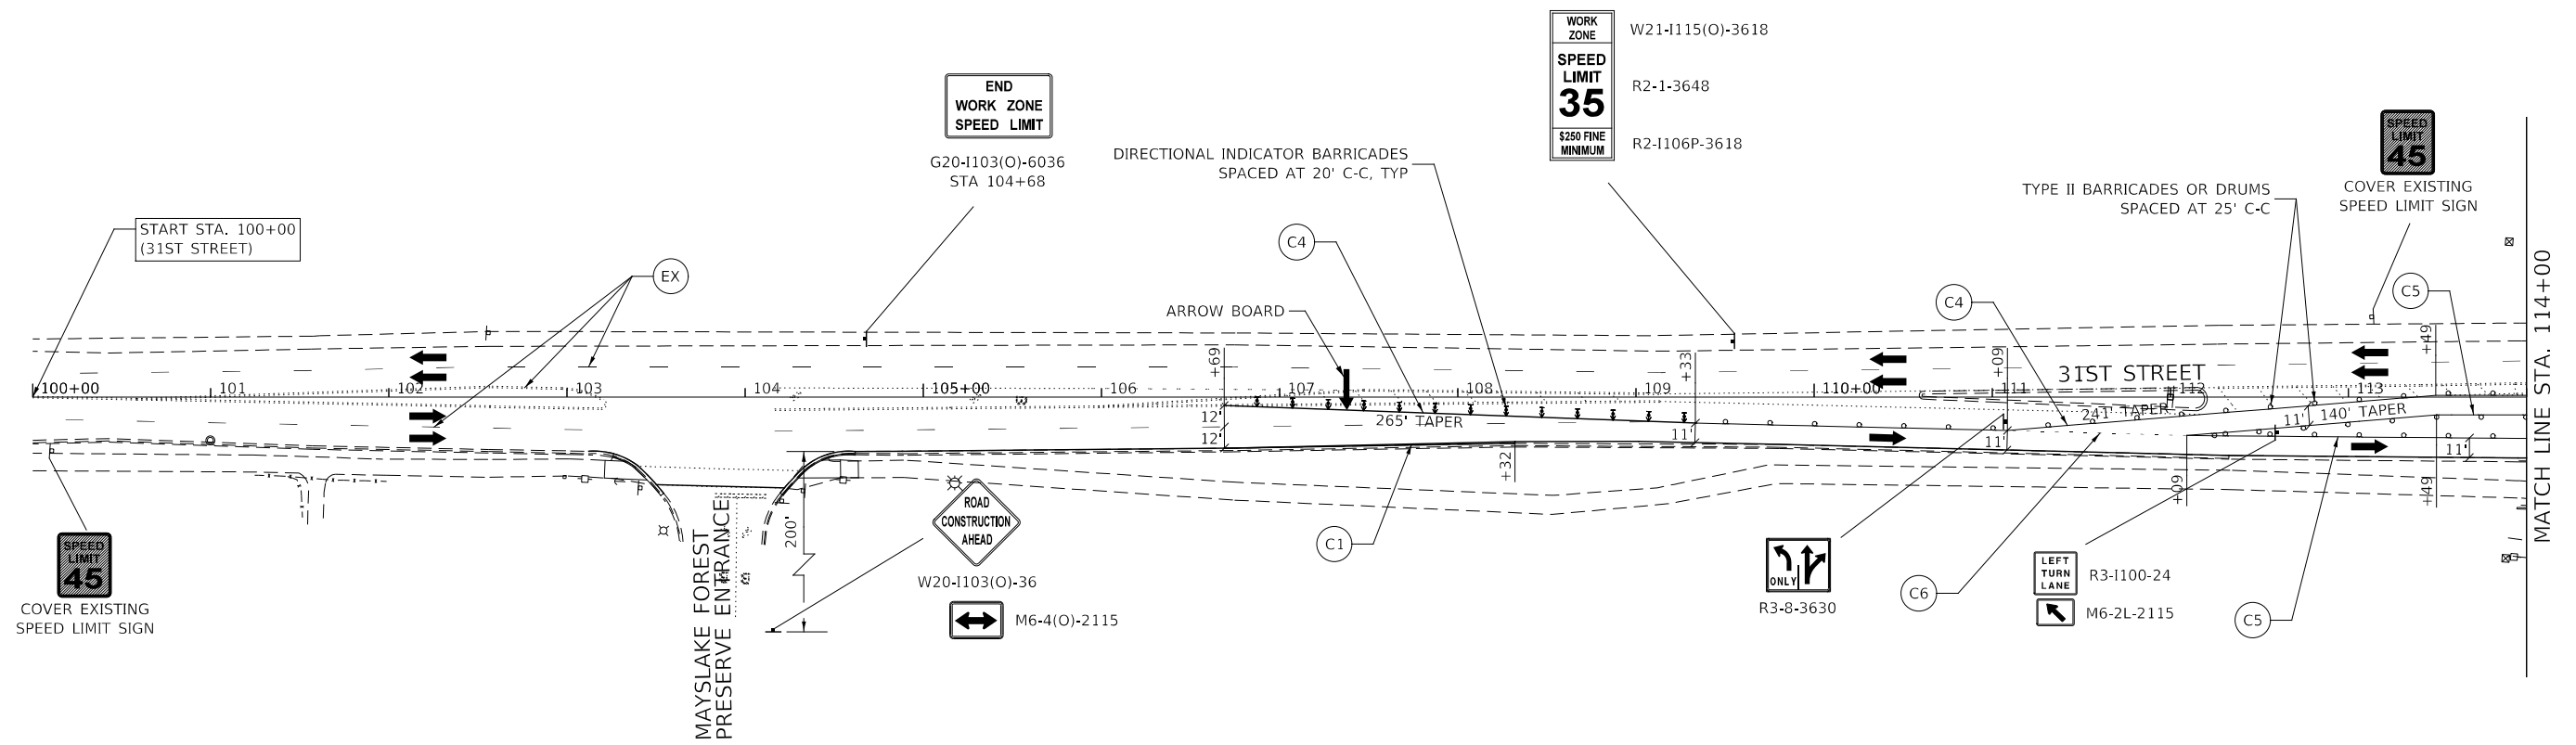 WORK
ZONE
SPEED
LIMIT
35
$250 FINE
MINIMUM
W21-I115(O)-3618
R2-1-3648
R2-I106P-3618
END
WORK ZONE
SPEED LIMIT
G20-I103(O)-6036
STA 104+68
DIRECTIONAL INDICATOR BARRICADES
SPACED AT 20' C-C, TYP
SPEED
LIMIT
45
COVER EXISTING
SPEED LIMIT SIGN
TYPE II BARRICADES OR DRUMS
SPACED AT 25' C-C
START STA. 100+00
(31ST STREET)
EX
C4
ARROW BOARD
C4
C5
MATCH LINE STA. 114+00
+69
+33
+09
+49
31ST STREET
100+00
101
102
103
104
105+00
106
107
108
109
110+00
111
112
113
12'
12'
265' TAPER
11'
11'
241' TAPER
11'
140' TAPER
11'
+32
+09
+49
200'
MAYSLAKE FOREST
PRESERVE ENTRANCE
ROAD
CONSTRUCTION
AHEAD
W20-I103(O)-36
M6-4(O)-2115
C1
ONLY
R3-8-3630
C6
LEFT
TURN
LANE
R3-I100-24
M6-2L-2115
C5
SPEED
LIMIT
45
COVER EXISTING
SPEED LIMIT SIGN